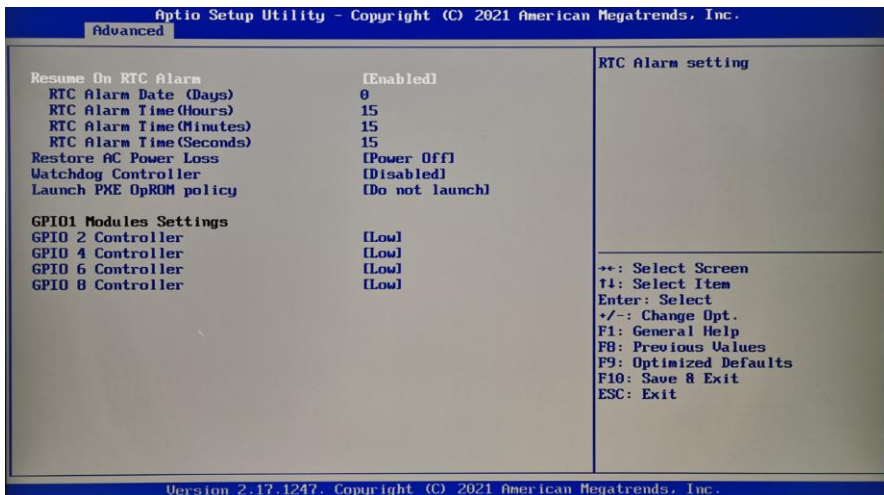 Aptio Setup Utility - Copyright (C) 2021 American Megatrends, Inc.
Advanced
Resume On RTC Alarm [Enabled]
RTC Alarm Date (Days) 0
RTC Alarm Time(Hours) 15
RTC Alarm Time(Minutes) 15
RTC Alarm Time(Seconds) 15
Restore AC Power Loss [Power Off]
Watchdog Controller [Disabled]
Launch PXE OpROM policy [Do not launch]
GPIO1 Modules Settings
GPIO 2 Controller [Low]
GPIO 4 Controller [Low]
GPIO 6 Controller [Low]
GPIO 8 Controller [Low]
RTC Alarm setting
→←: Select Screen
↑↓: Select Item
Enter: Select
+/-: Change Opt.
F1: General Help
F8: Previous Values
F9: Optimized Defaults
F10: Save & Exit
ESC: Exit
Version 2.17.1247. Copyright (C) 2021 American Megatrends, Inc.